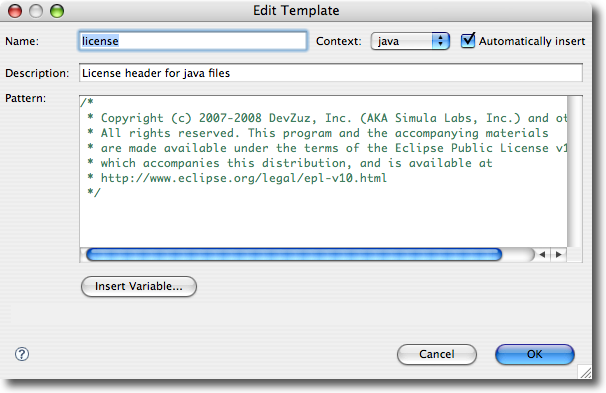 Edit Template
Name: license Context: java Automatically insert
Description: License header for java files
Pattern:
/*
* Copyright (c) 2007-2008 DevZuz, Inc. (AKA Simula Labs, Inc.) and
* All rights reserved. This program and the accompanying materials
* are made available under the terms of the Eclipse Public License
* which accompanies this distribution, and is available at
* http://www.eclipse.org/legal/epl-v10.html
*/
Insert Variable...
?
Cancel OK